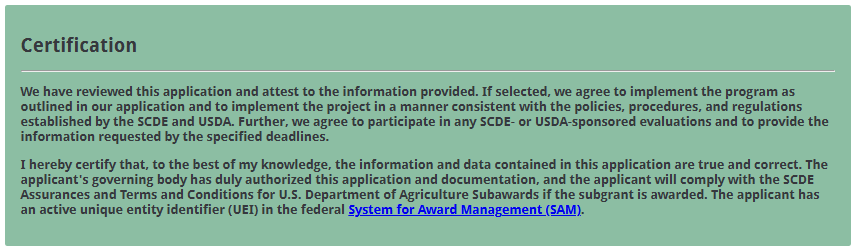 Certification
We have reviewed this application and attest to the information provided. If selected, we agree to implement the program as
outlined in our application and to implement the project in a manner consistent with the policies, procedures, and regulations
established by the SCDE and USDA. Further, we agree to participate in any SCDE- or USDA-sponsored evaluations and to provide the
information requested by the specified deadlines.
I hereby certify that, to the best of my knowledge, the information and data contained in this application are true and correct. The
applicant's governing body has duly authorized this application and documentation, and the applicant will comply with the SCDE
Assurances and Terms and Conditions for U.S. Department of Agriculture Subawards if the subgrant is awarded. The applicant has
an active unique entity identifier (UEI) in the federal System for Award Management (SAM).